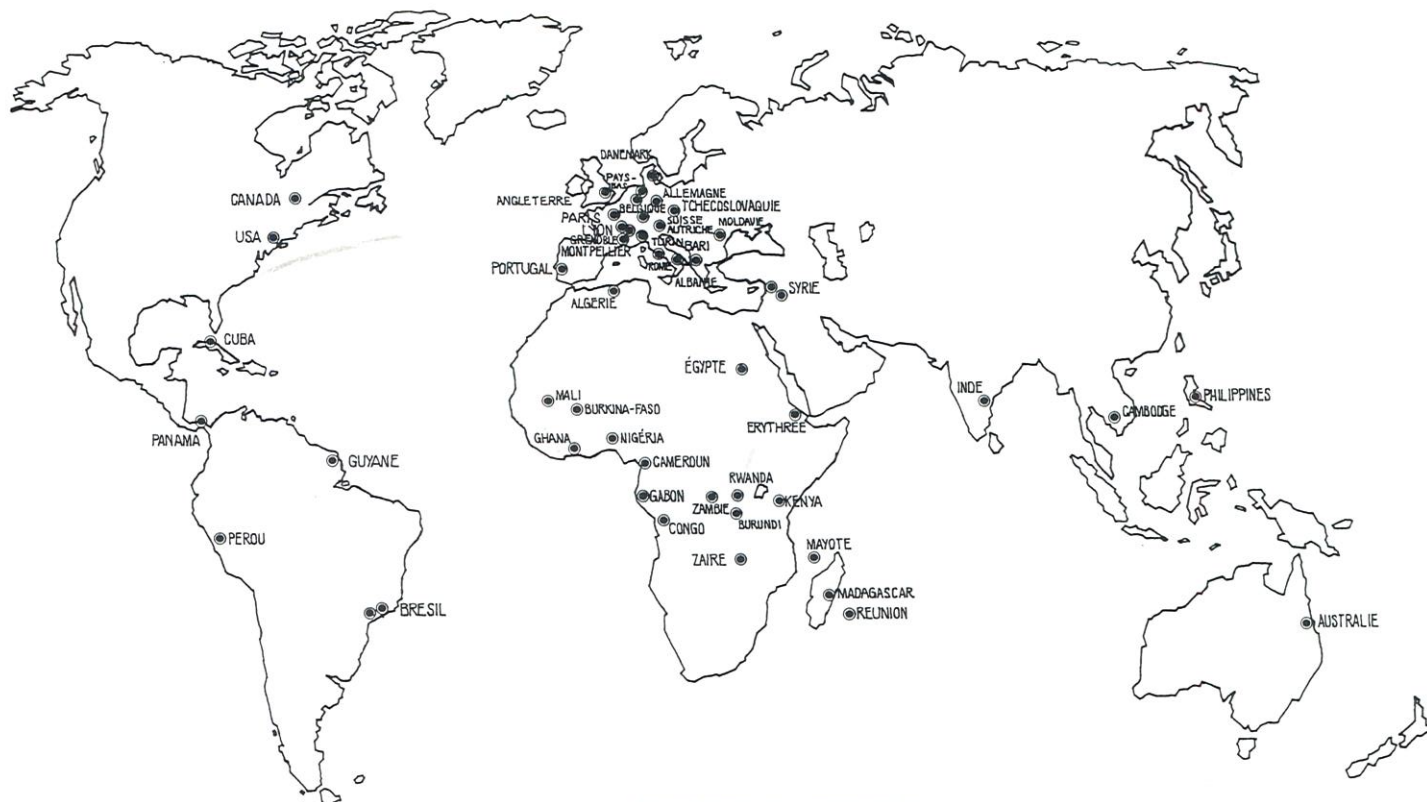 DANEMARK
PAYS-
BAS
ALLEMAGNE
ANGLETERRE
BELGIQUE
TCHECOSLOVAQUIE
CANADA
PARIS
SUISSE
MOLDAVIE
LYON
AUTRICHE
USA
GRENOBLE
TURIN
BARI
MONTPELLIER
ROME
PORTUGAL
ALBANIE
SYRIE
ALGERIE
CUBA
ÉGYPTE
INDE
PHILIPPINES
MALI
BURKINA-FASO
CAMBODGE
ERYTHRÉE
PANAMA
GHANA
NIGÉRIA
GUYANE
CAMEROUN
RWANDA
GABON
ZAMBIE
KENYA
CONGO
BURUNDI
PEROU
MAYOTE
ZAIRE
MADAGASCAR
BRESIL
REUNION
AUSTRALIE